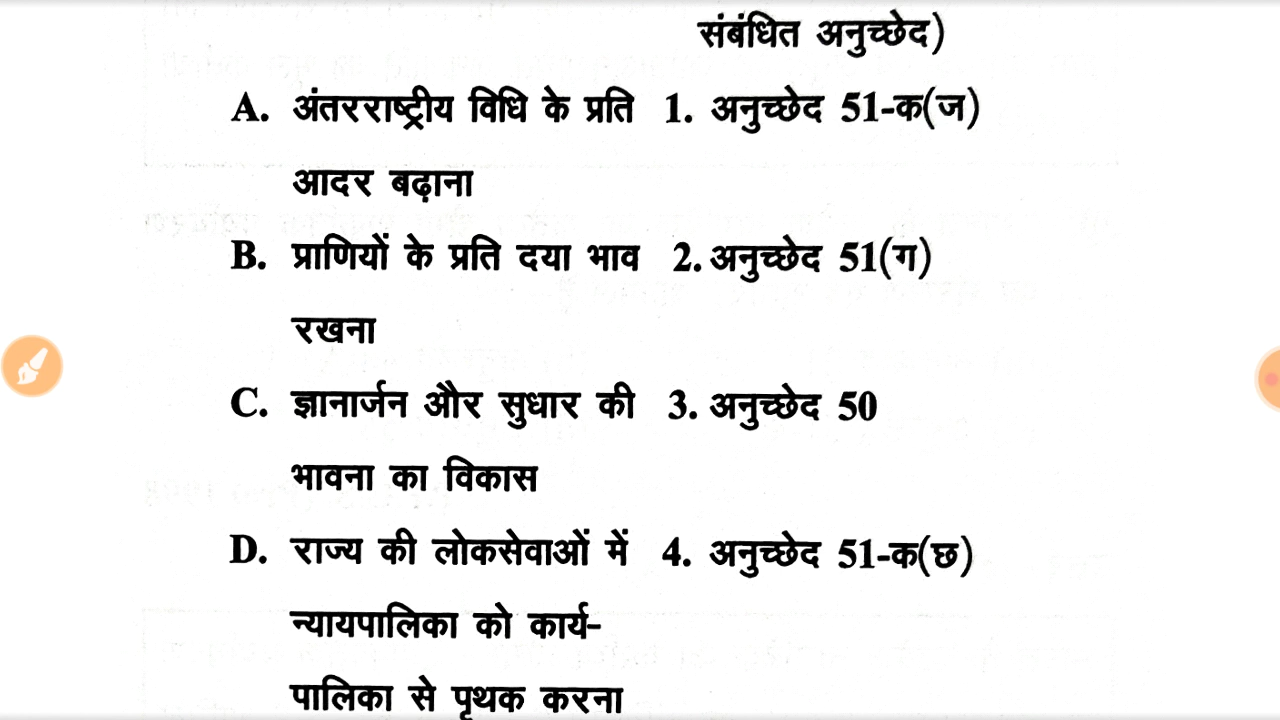 संबंधित अनुच्छेद)
A. अंतरराष्ट्रीय विधि के प्रति 1. अनुच्छेद 51-क(ज)
आदर बढ़ाना
B. प्राणियों के प्रति दया भाव 2. अनुच्छेद 51(ग)
रखना
C. ज्ञानार्जन और सुधार की 3. अनुच्छेद 50
भावना का विकास
D. राज्य की लोकसेवाओं में 4. अनुच्छेद 51-क(छ)
न्यायपालिका को कार्य-
पालिका से पृथक करना